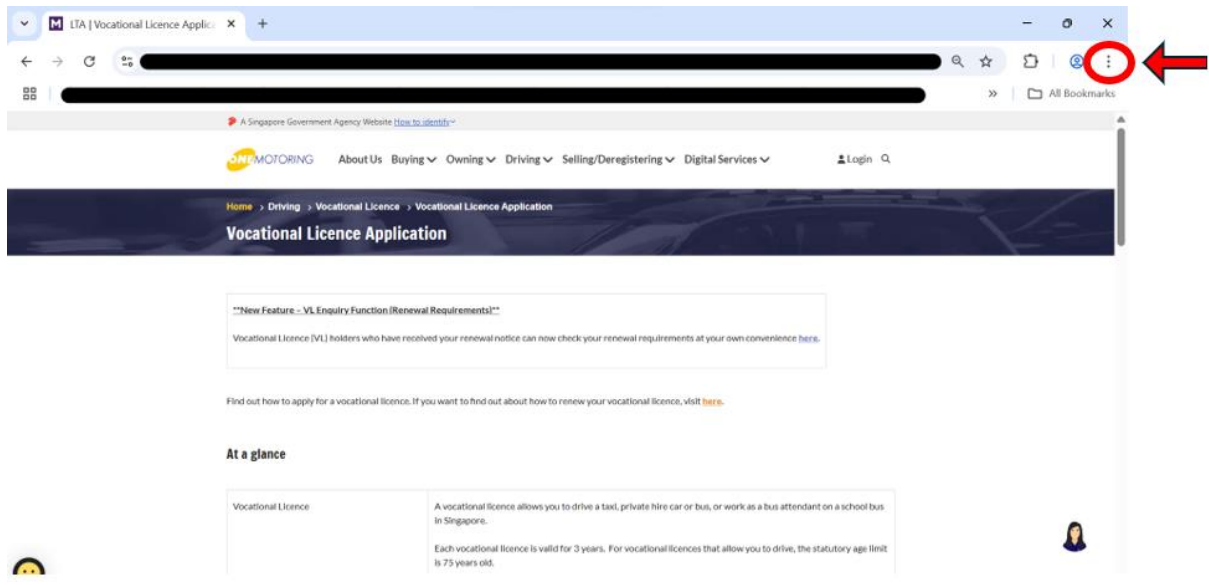 LTA | Vocational Licence Applic
All Bookmarks
A Singapore Government Agency Website How to identify
ONE MOTORING About Us Buying Owning Driving Selling/Deregistering Digital Services Login
Home > Driving > Vocational Licence > Vocational Licence Application
Vocational Licence Application
**New Feature – VL Enquiry Function (Renewal Requirements)**
Vocational Licence (VL) holders who have received your renewal notice can now check your renewal requirements at your own convenience here.
Find out how to apply for a vocational licence. If you want to find out about how to renew your vocational licence, visit here.
At a glance
Vocational Licence
A vocational licence allows you to drive a taxi, private hire car or bus, or work as a bus attendant on a school bus
in Singapore.
Each vocational licence is valid for 3 years. For vocational licences that allow you to drive, the statutory age limit
is 75 years old.